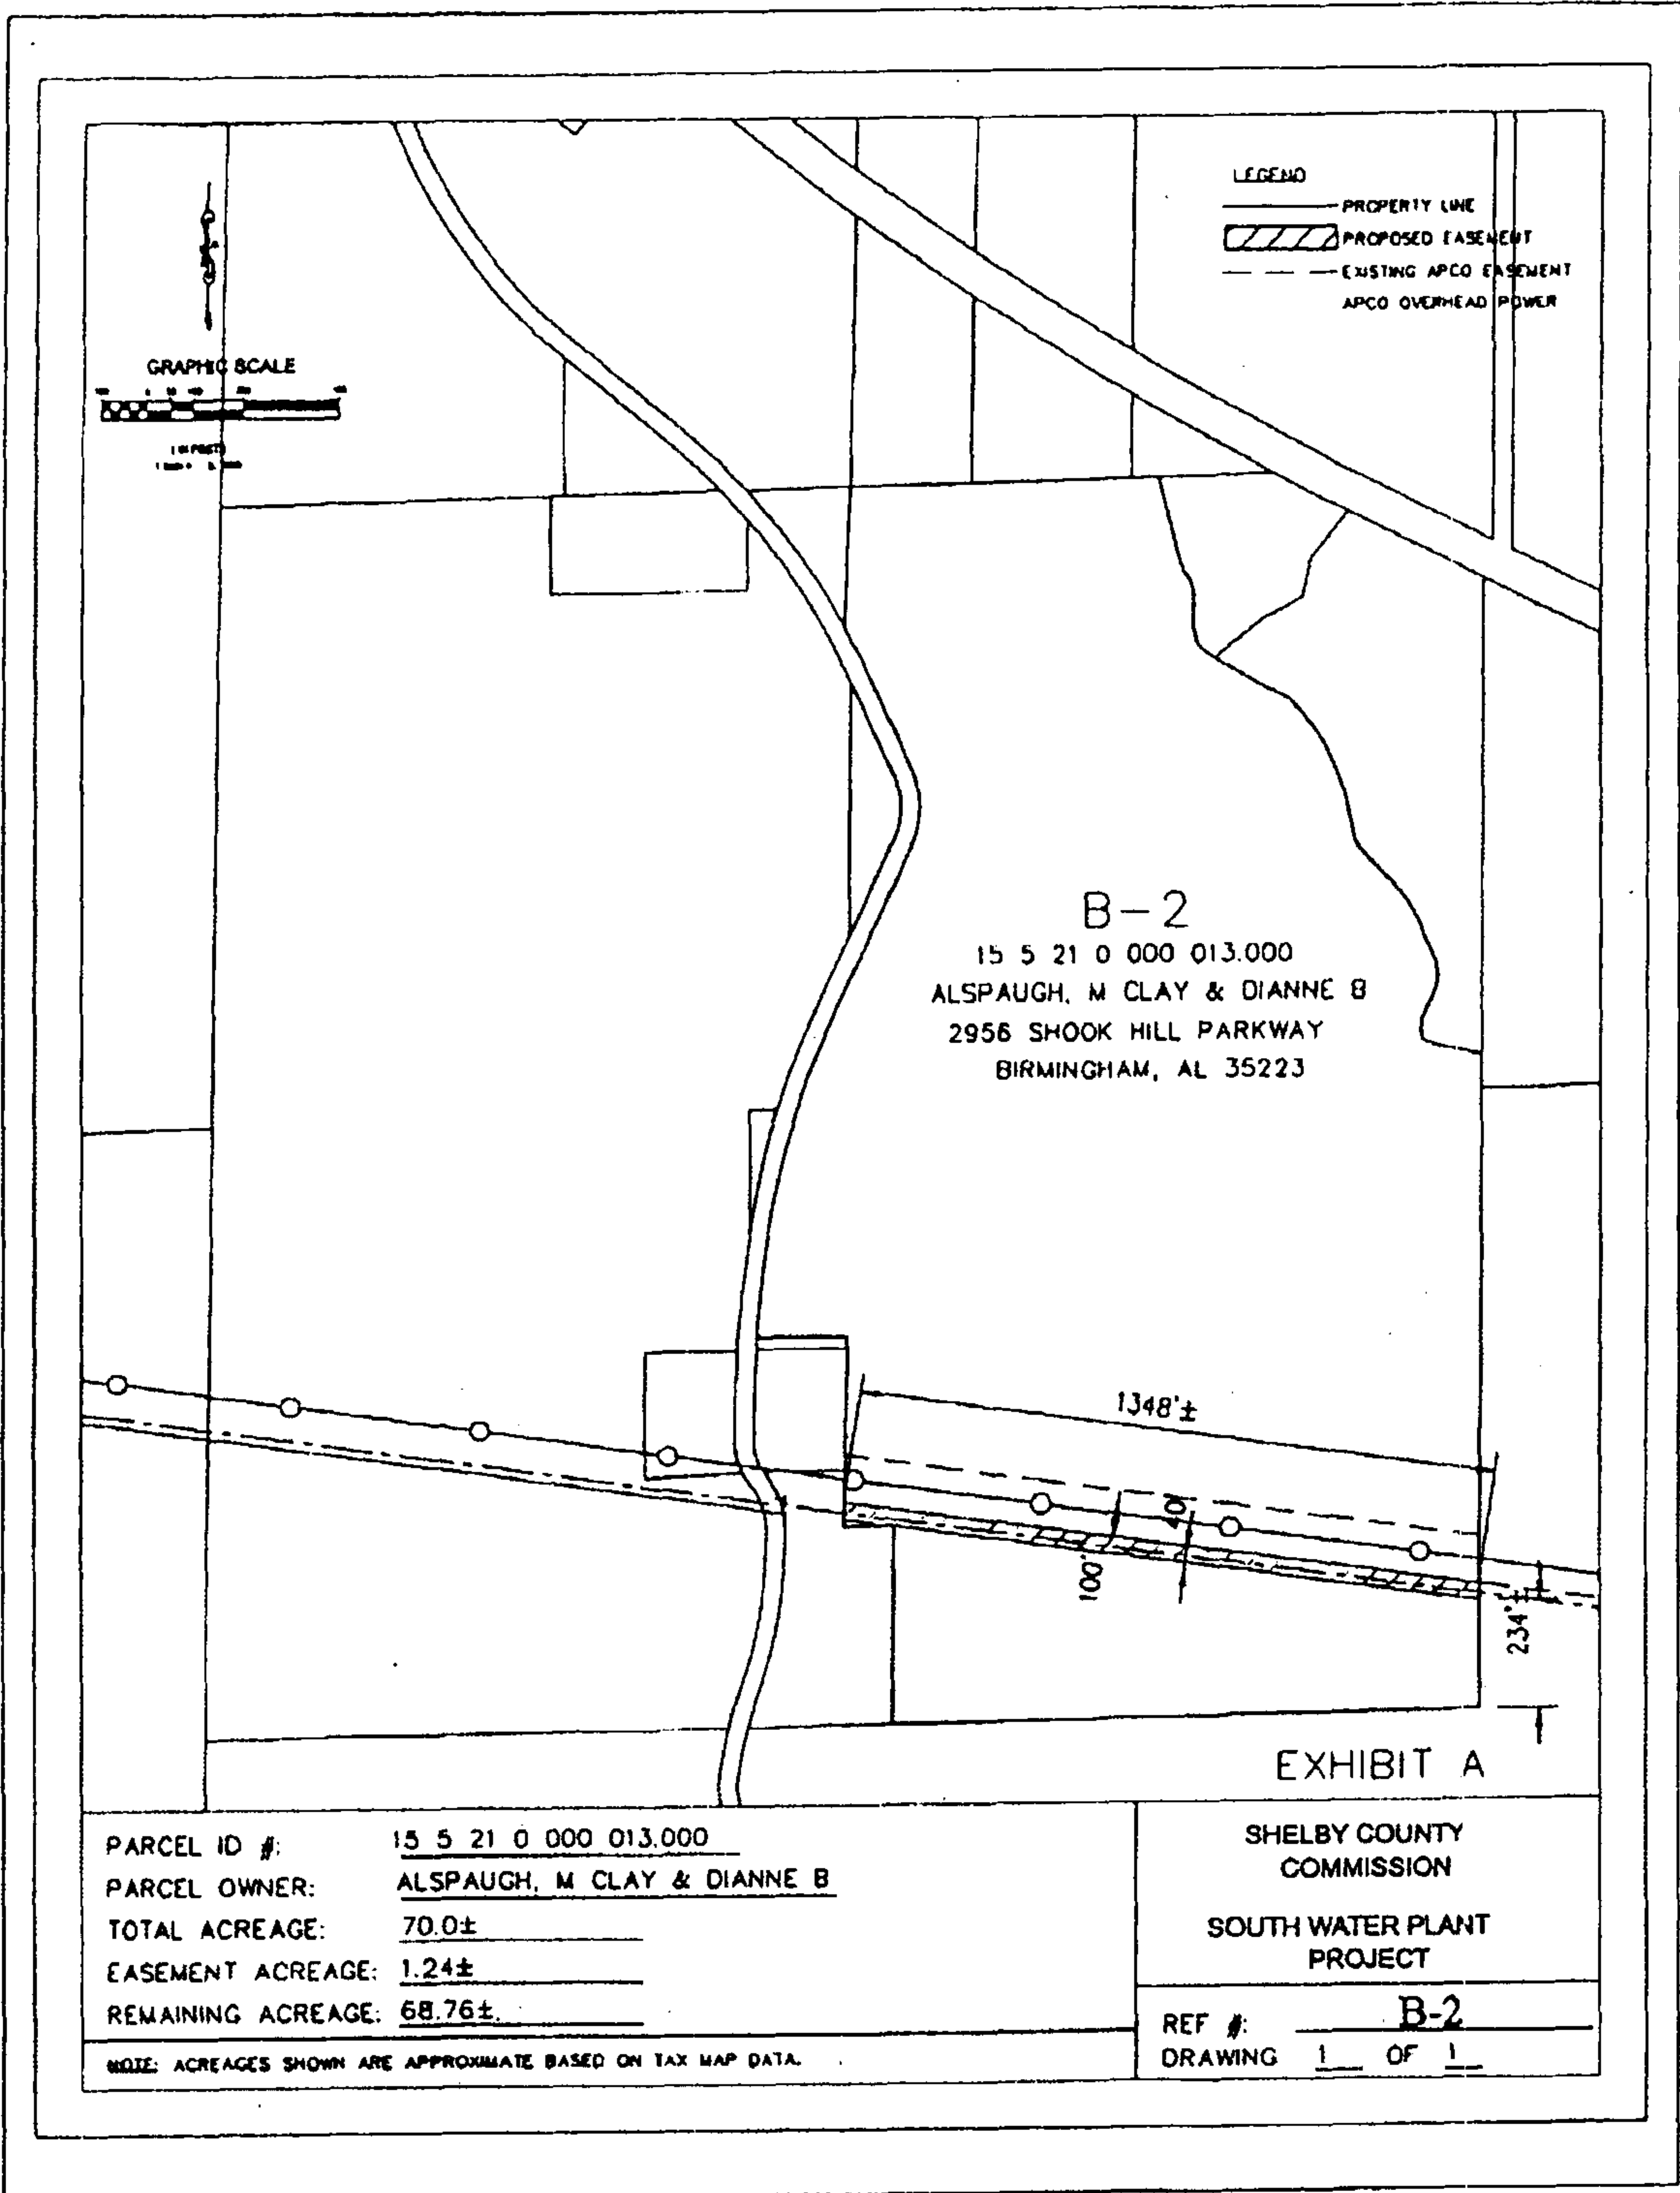 LEGEND
PROPERTY LINE
PROPOSED EASEMENT
EXISTING APCO EASEMENT
APCO OVERHEAD POWER
GRAPHIC SCALE
B-2
15 5 21 0 000 013.000
ALSPAUGH, M CLAY & DIANNE B
2956 SHOOK HILL PARKWAY
BIRMINGHAM, AL 35223
1348'±
40'
100'
234'±
EXHIBIT A
PARCEL ID #: 15 5 21 0 000 013.000
PARCEL OWNER: ALSPAUGH, M CLAY & DIANNE B
TOTAL ACREAGE: 70.0±
EASEMENT ACREAGE: 1.24±
REMAINING ACREAGE: 68.76±
NOTE: ACREAGES SHOWN ARE APPROXIMATE BASED ON TAX MAP DATA.
SHELBY COUNTY
COMMISSION
SOUTH WATER PLANT
PROJECT
REF #: B-2
DRAWING 1 OF 1